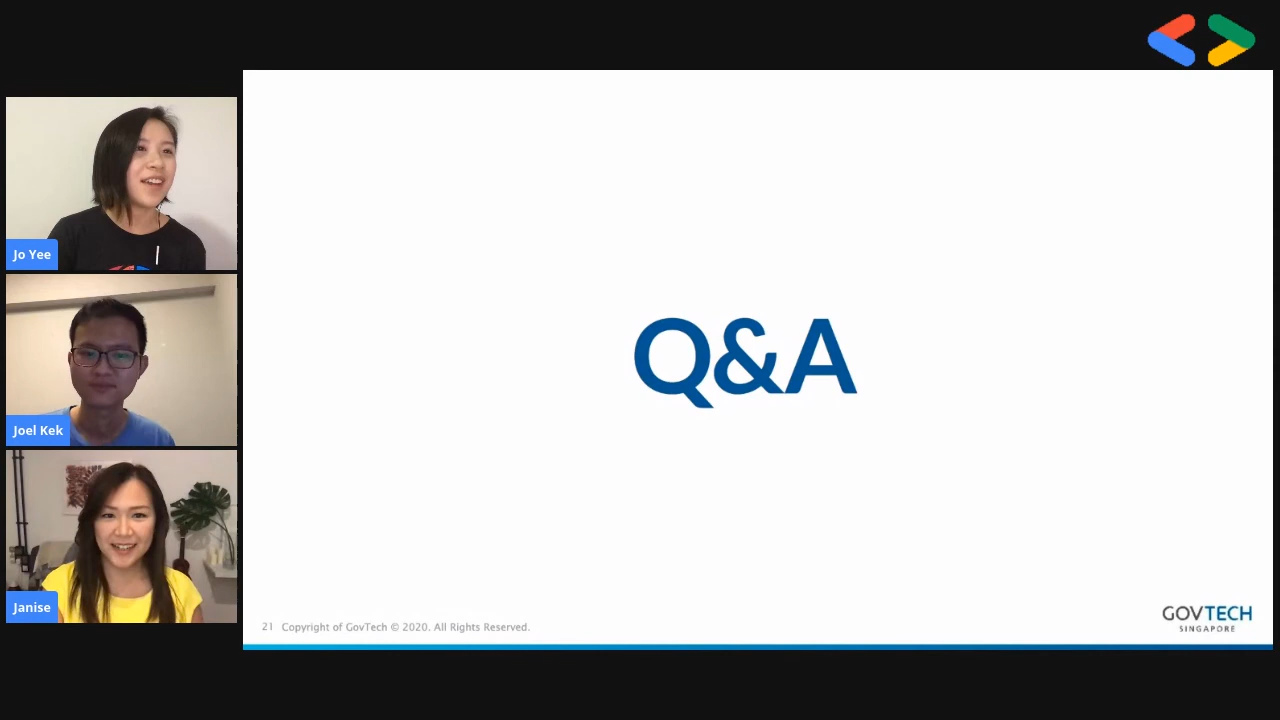 Jo Yee
Joel Kek
Janise
Q&A
21 Copyright of GovTech © 2020. All Rights Reserved.
GOVTECH
SINGAPORE